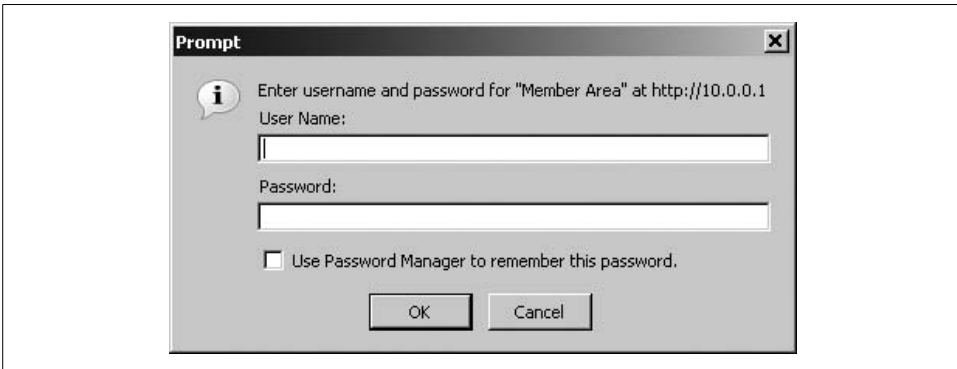 Prompt
Enter username and password for "Member Area" at http://10.0.0.1
User Name:
Password:
Use Password Manager to remember this password.
OK
Cancel